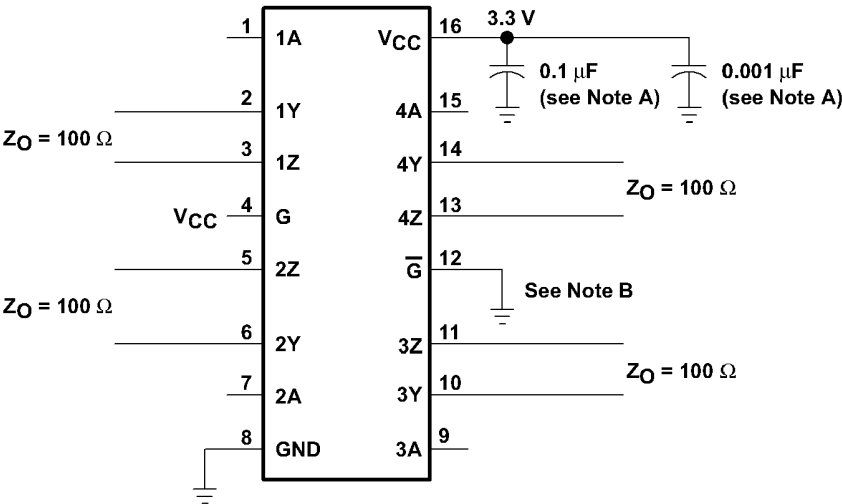 1 1A VCC 16 3.3 V
0.1 µF
(see Note A)
0.001 µF
(see Note A)
2 1Y 4A 15
ZO = 100 Ω
3 1Z 4Y 14
ZO = 100 Ω
VCC 4 G 4Z 13
5 2Z G̅ 12
See Note B
ZO = 100 Ω
6 2Y 3Z 11
ZO = 100 Ω
7 2A 3Y 10
8 GND 3A 9